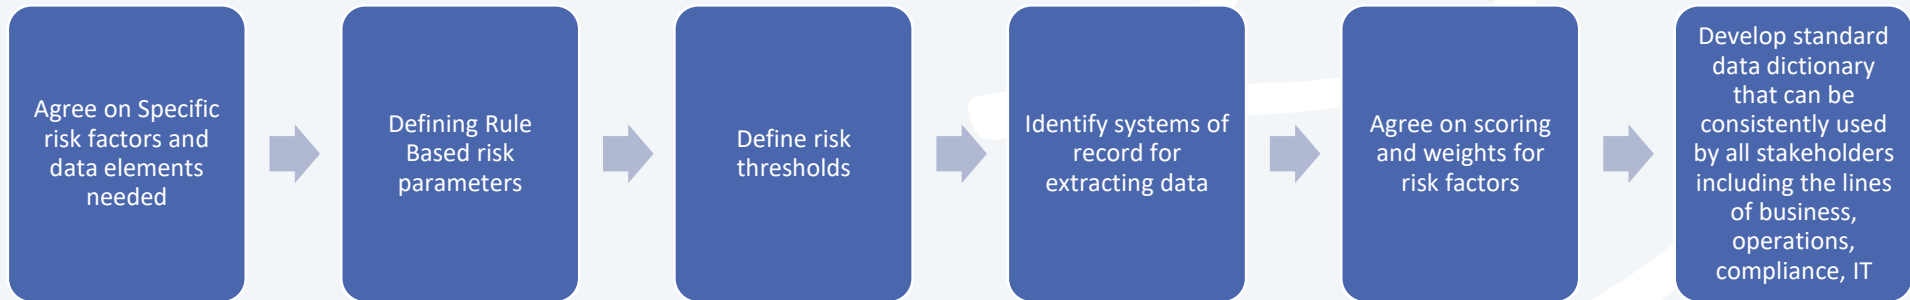 Agree on Specific
risk factors and
data elements
needed
Defining Rule
Based risk
parameters
Define risk
thresholds
Identify systems of
record for
extracting data
Agree on scoring
and weights for
risk factors
Develop standard
data dictionary
that can be
consistently used
by all stakeholders
including the lines
of business,
operations,
compliance, IT